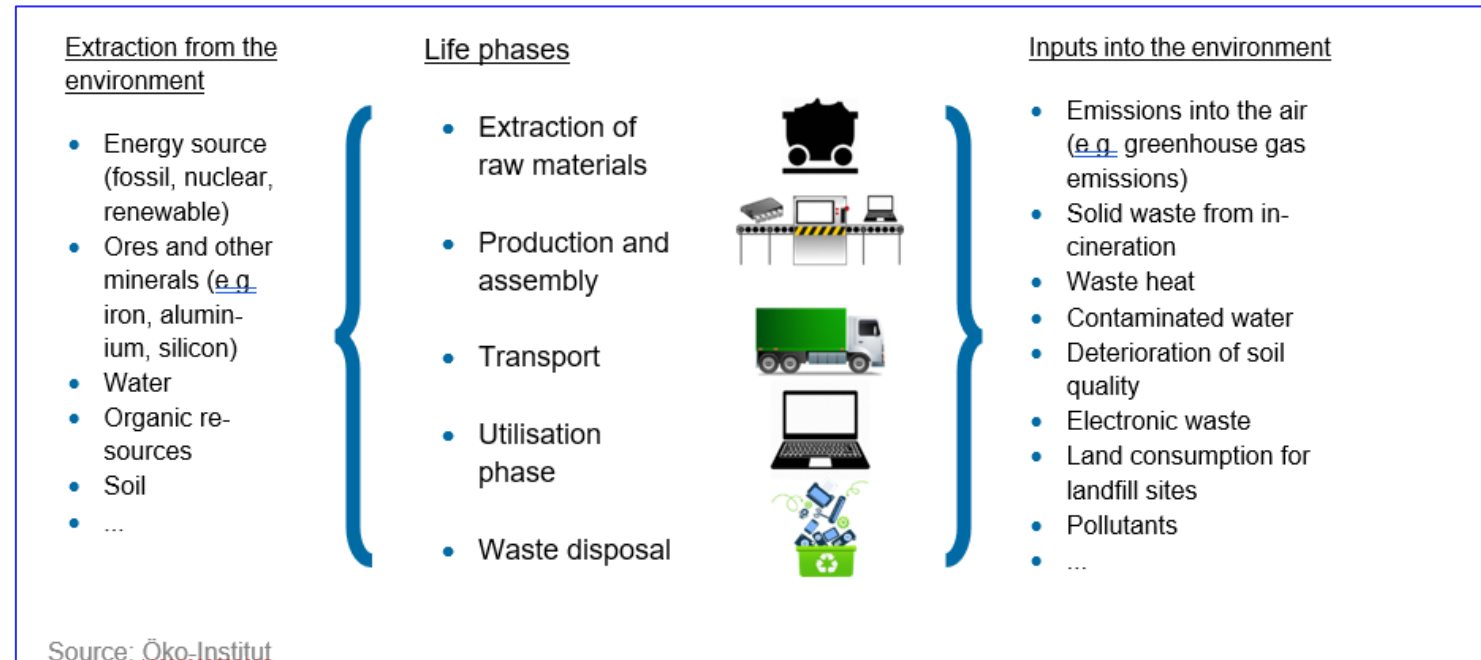 Extraction from the
environment
• Energy source
(fossil, nuclear,
renewable)
• Ores and other
minerals (e.g.
iron, alumin-
ium, silicon)
• Water
• Organic re-
sources
• Soil
• ...
Life phases
• Extraction of
raw materials
• Production and
assembly
• Transport
• Utilisation
phase
• Waste disposal
Inputs into the environment
• Emissions into the air
(e.g. greenhouse gas
emissions)
• Solid waste from in-
cineration
• Waste heat
• Contaminated water
• Deterioration of soil
quality
• Electronic waste
• Land consumption for
landfill sites
• Pollutants
• ...
Source: Öko-Institut